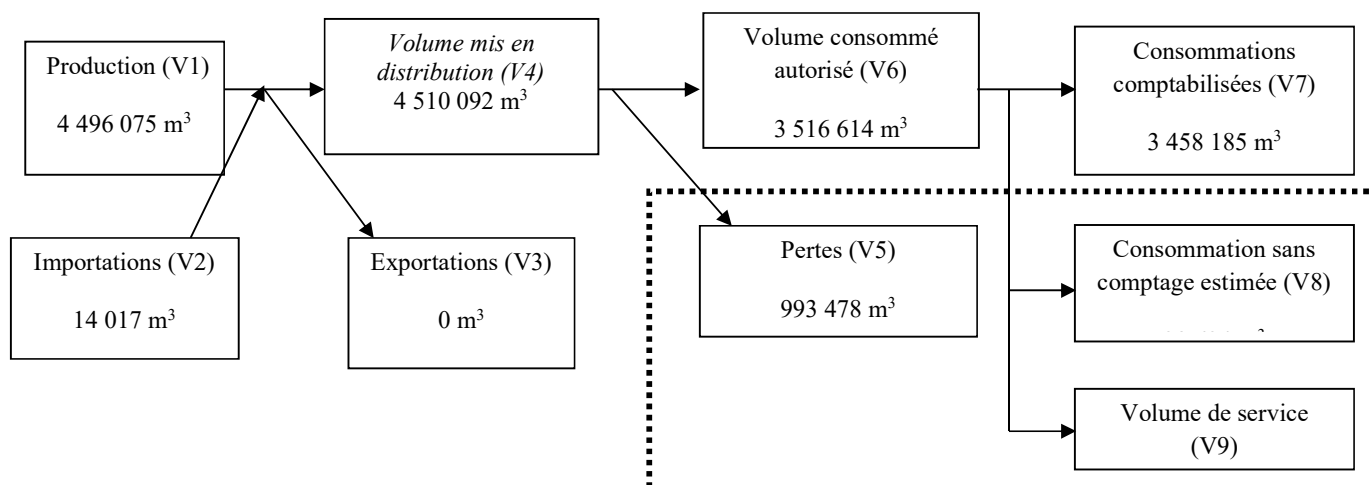 Production (V1)
4 496 075 m³
Volume mis en
distribution (V4)
4 510 092 m³
Volume consommé
autorisé (V6)
3 516 614 m³
Consommations
comptabilisées (V7)
3 458 185 m³
Importations (V2)
14 017 m³
Exportations (V3)
0 m³
Pertes (V5)
993 478 m³
Consommation sans
comptage estimée (V8)
Volume de service
(V9)